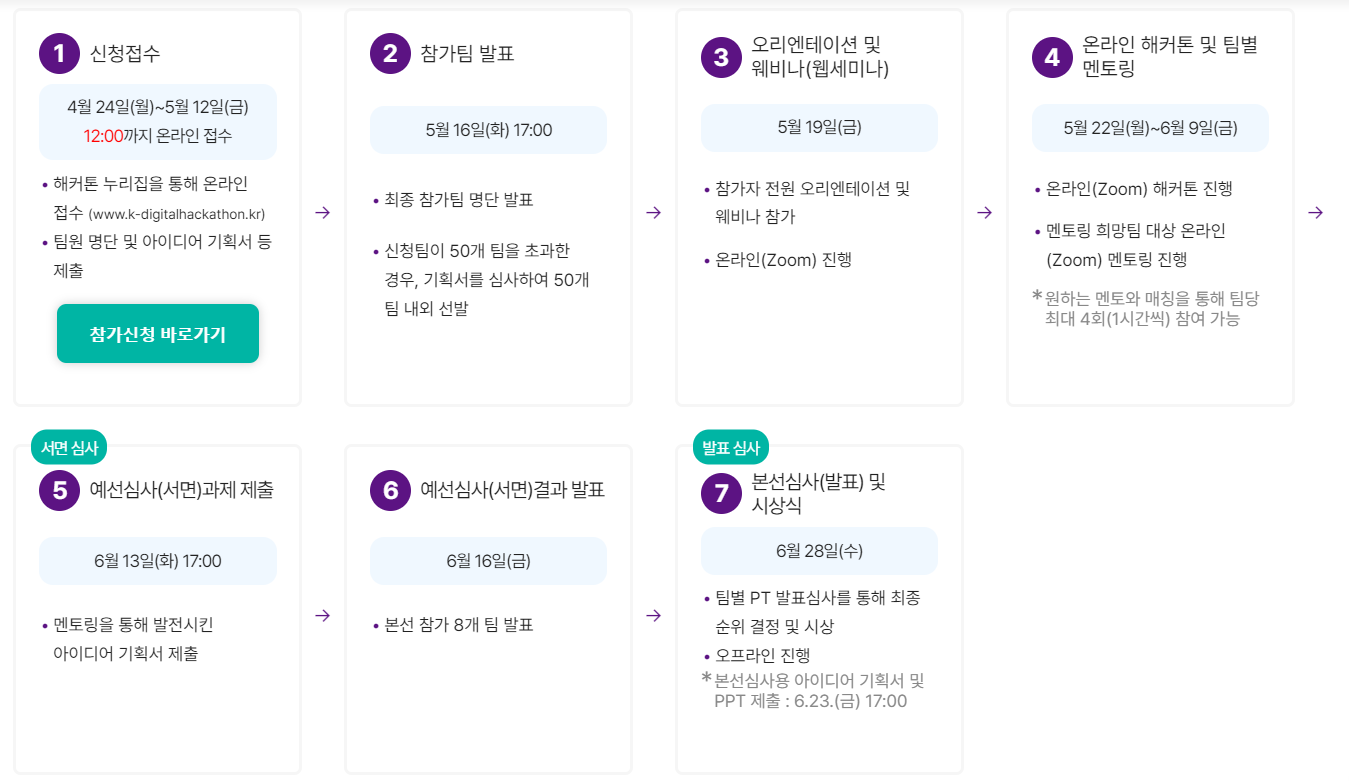 1 신청접수
4월 24일(월)~5월 12일(금)
12:00까지 온라인 접수
• 해커톤 누리집을 통해 온라인
접수 (www.k-digitalhackathon.kr)
• 팀원 명단 및 아이디어 기획서 등
제출
참가신청 바로가기
→
2 참가팀 발표
5월 16일(화) 17:00
• 최종 참가팀 명단 발표
• 신청팀이 50개 팀을 초과한
경우, 기획서를 심사하여 50개
팀 내외 선발
→
3 오리엔테이션 및
웨비나(웹세미나)
5월 19일(금)
• 참가자 전원 오리엔테이션 및
웨비나 참가
• 온라인(Zoom) 진행
→
4 온라인 해커톤 및 팀별
멘토링
5월 22일(월)~6월 9일(금)
• 온라인(Zoom) 해커톤 진행
• 멘토링 희망팀 대상 온라인
(Zoom) 멘토링 진행
*원하는 멘토와 매칭을 통해 팀당
최대 4회(1시간씩) 참여 가능
→
서면 심사
5 예선심사(서면)과제 제출
6월 13일(화) 17:00
• 멘토링을 통해 발전시킨
아이디어 기획서 제출
→
6 예선심사(서면)결과 발표
6월 16일(금)
• 본선 참가 8개 팀 발표
→
발표 심사
7 본선심사(발표) 및
시상식
6월 28일(수)
• 팀별 PT 발표심사를 통해 최종
순위 결정 및 시상
• 오프라인 진행
*본선심사용 아이디어 기획서 및
PPT 제출 : 6.23.(금) 17:00